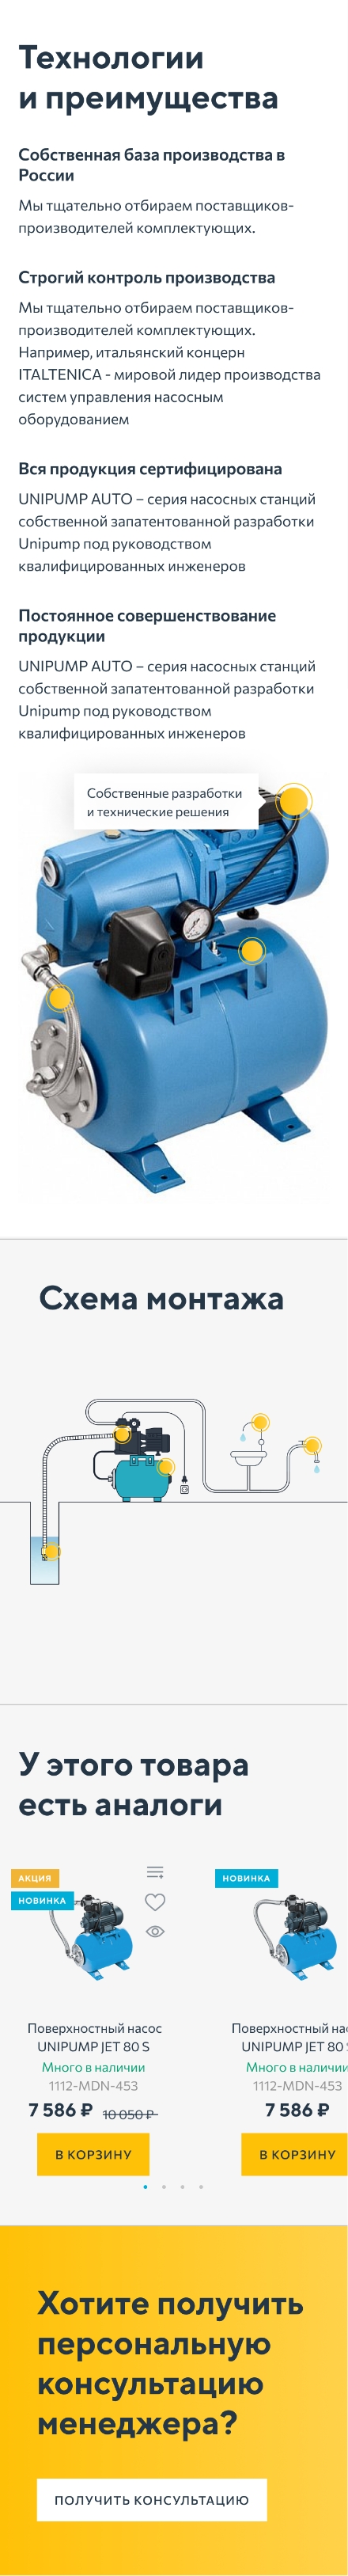 Технологии
и преимущества
Собственная база производства в
России
Мы тщательно отбираем поставщиков-
производителей комплектующих.
Строгий контроль производства
Мы тщательно отбираем поставщиков-
производителей комплектующих.
Например, итальянский концерн
ITALTENICA - мировой лидер производства
систем управления насосным
оборудованием
Вся продукция сертифицирована
UNIPUMP AUTO – серия насосных станций
собственной запатентованной разработки
Unipump под руководством
квалифицированных инженеров
Постоянное совершенствование
продукции
UNIPUMP AUTO – серия насосных станций
собственной запатентованной разработки
Unipump под руководством
квалифицированных инженеров
Собственные разработки
и технические решения
Схема монтажа
У этого товара
есть аналоги
АКЦИЯ
НОВИНКА
Поверхностный насос
UNIPUMP JET 80 S
Много в наличии
1112-MDN-453
7 586 ₽ 10 050 ₽
В КОРЗИНУ
НОВИНКА
Поверхностный нас
UNIPUMP JET 80 S
Много в наличии
1112-MDN-453
7 586 ₽
В КОРЗИНУ
Хотите получить
персональную
консультацию
менеджера?
ПОЛУЧИТЬ КОНСУЛЬТАЦИЮ